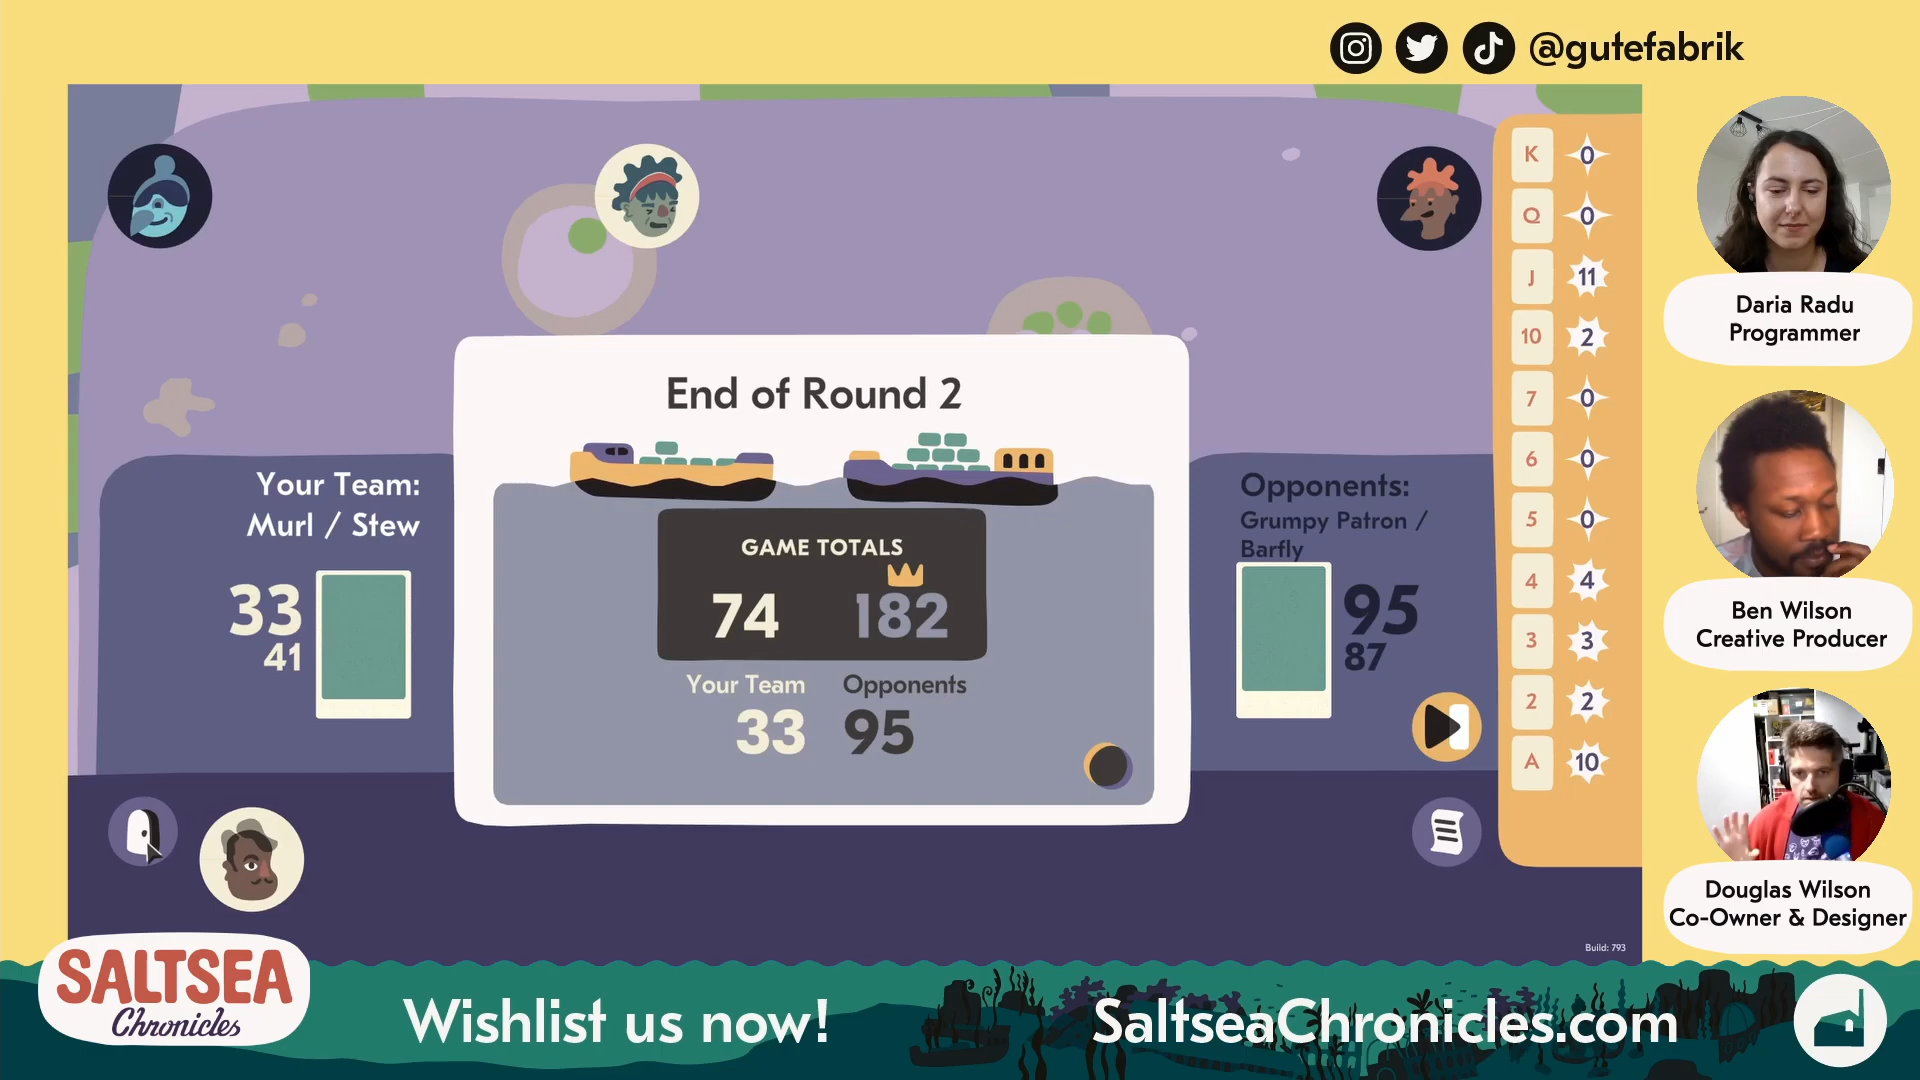 @gutefabrik
K 0
Q 0
J 11
10 2
7 0
6 0
5 0
4 4
3 3
2 2
A 10
End of Round 2
Your Team:
Murl / Stew
33
41
GAME TOTALS
74 182
Your Team Opponents
33 95
Opponents:
Grumpy Patron /
Barfly
95
87
Build: 793
Daria Radu
Programmer
Ben Wilson
Creative Producer
Douglas Wilson
Co-Owner & Designer
SALTSEA
Chronicles
Wishlist us now!
SaltseaChronicles.com